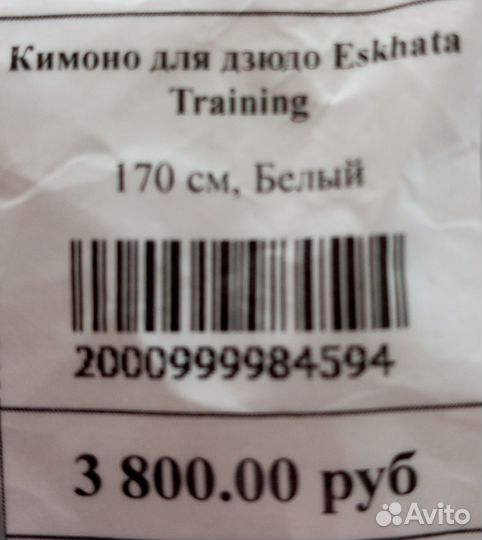 Кимоно для дзюдо Eskhata
Training
170 см, Белый
2000999984594
3 800.00 руб
Avito